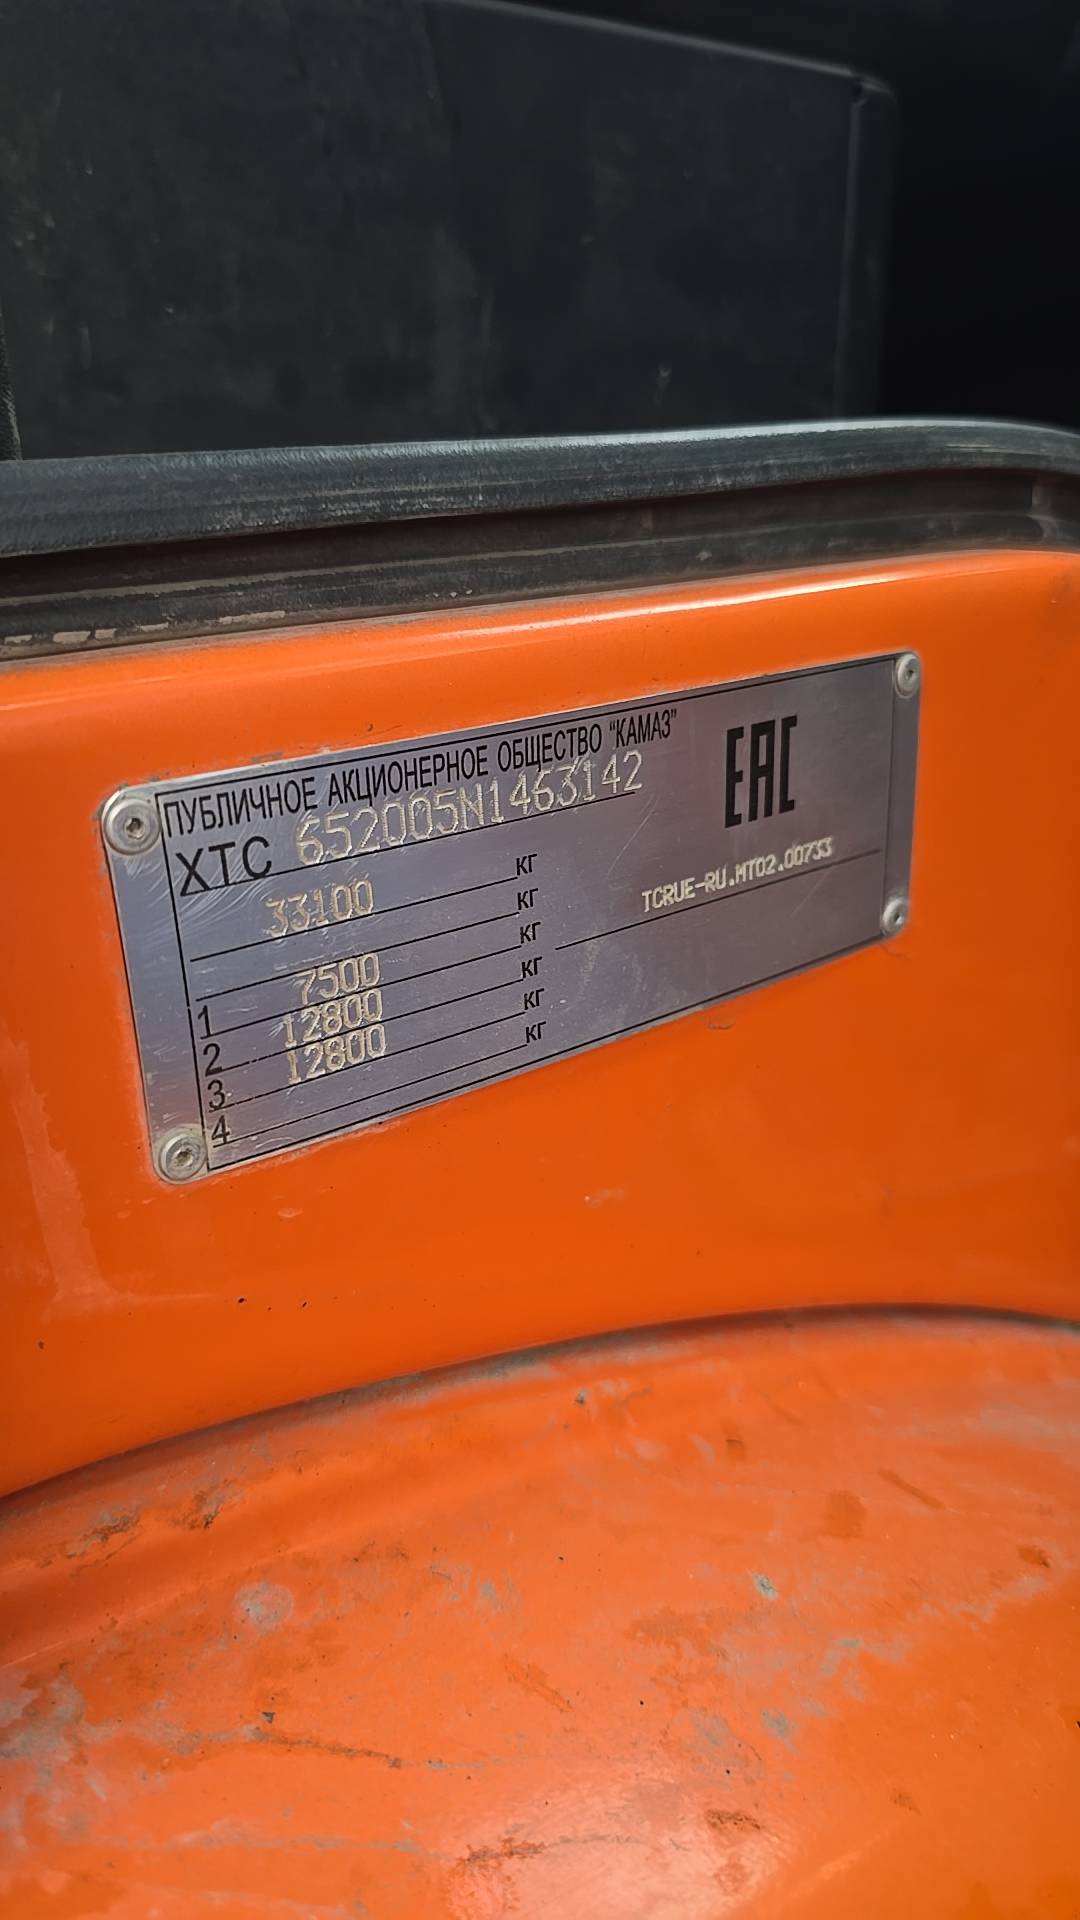 ПУБЛИЧНОЕ АКЦИОНЕРНОЕ ОБЩЕСТВО "КАМАЗ"
XTC 652005N1463142
EAC
33100 КГ
КГ
1 7500 КГ
2 12800 КГ
3 12800 КГ
4 КГ
TCRUE-RU.MT02.00733